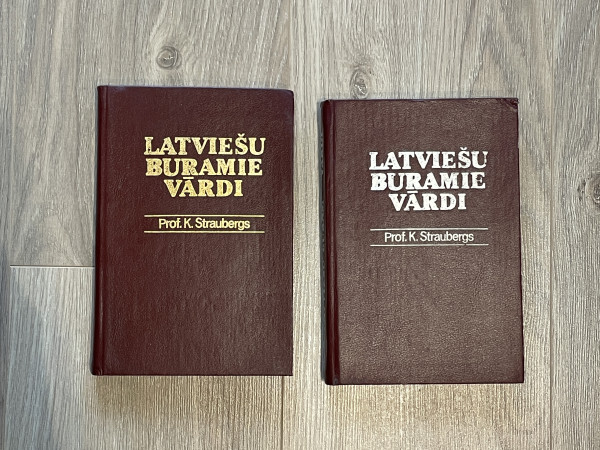 LATVIEŠU
BURAMIE
VĀRDI
Prof. K. Straubergs
LATVIEŠU
BURAMIE
VĀRDI
Prof. K. Straubergs